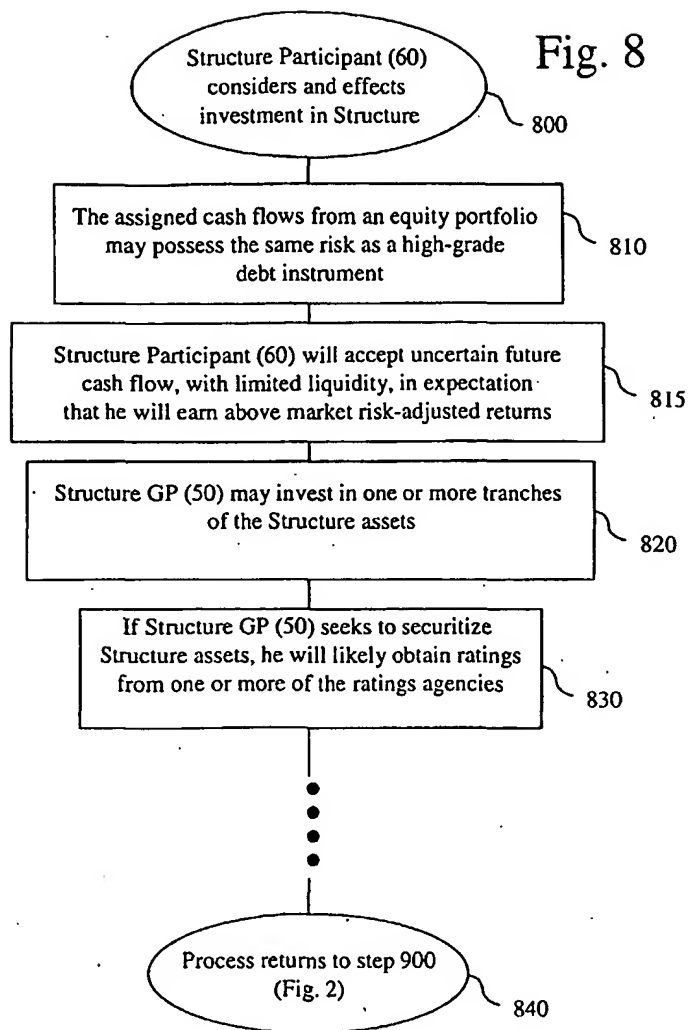 Fig. 8
Structure Participant (60)
considers and effects
investment in Structure
800
The assigned cash flows from an equity portfolio
may possess the same risk as a high-grade
debt instrument
810
Structure Participant (60) will accept uncertain future
cash flow, with limited liquidity, in expectation
that he will earn above market risk-adjusted returns
815
Structure GP (50) may invest in one or more tranches
of the Structure assets
820
If Structure GP (50) seeks to securitize
Structure assets, he will likely obtain ratings
from one or more of the ratings agencies
830
Process returns to step 900
(Fig. 2)
840